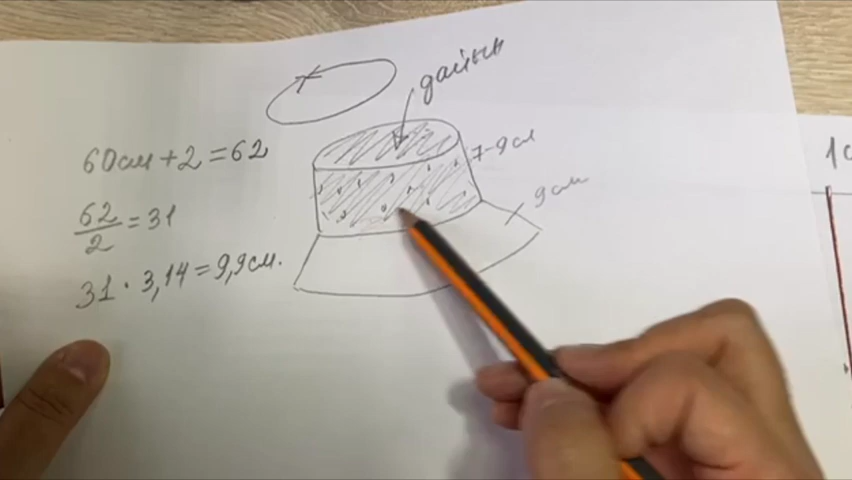 дайын
60см + 2 = 62
7-9см
9см
62/2 = 31
31 · 3,14 = 9,9см.